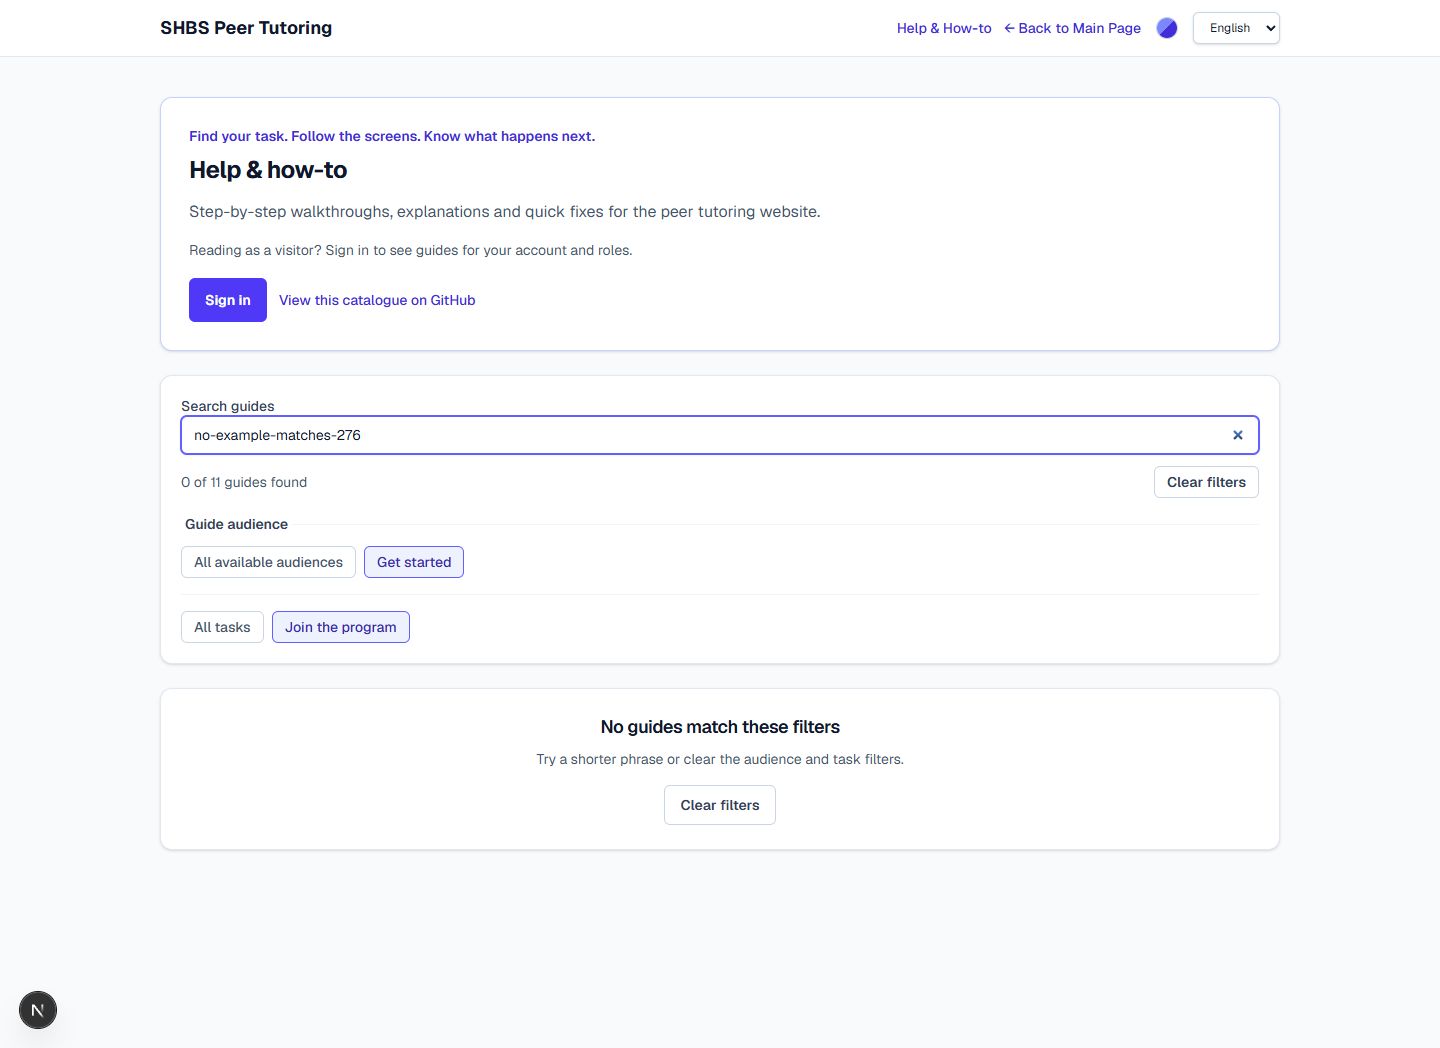 SHBS Peer Tutoring
Help & How-to
← Back to Main Page
English
Find your task. Follow the screens. Know what happens next.
Help & how-to
Step-by-step walkthroughs, explanations and quick fixes for the peer tutoring website.
Reading as a visitor? Sign in to see guides for your account and roles.
Sign in
View this catalogue on GitHub
Search guides
no-example-matches-276
0 of 11 guides found
Clear filters
Guide audience
All available audiences
Get started
All tasks
Join the program
No guides match these filters
Try a shorter phrase or clear the audience and task filters.
Clear filters
N